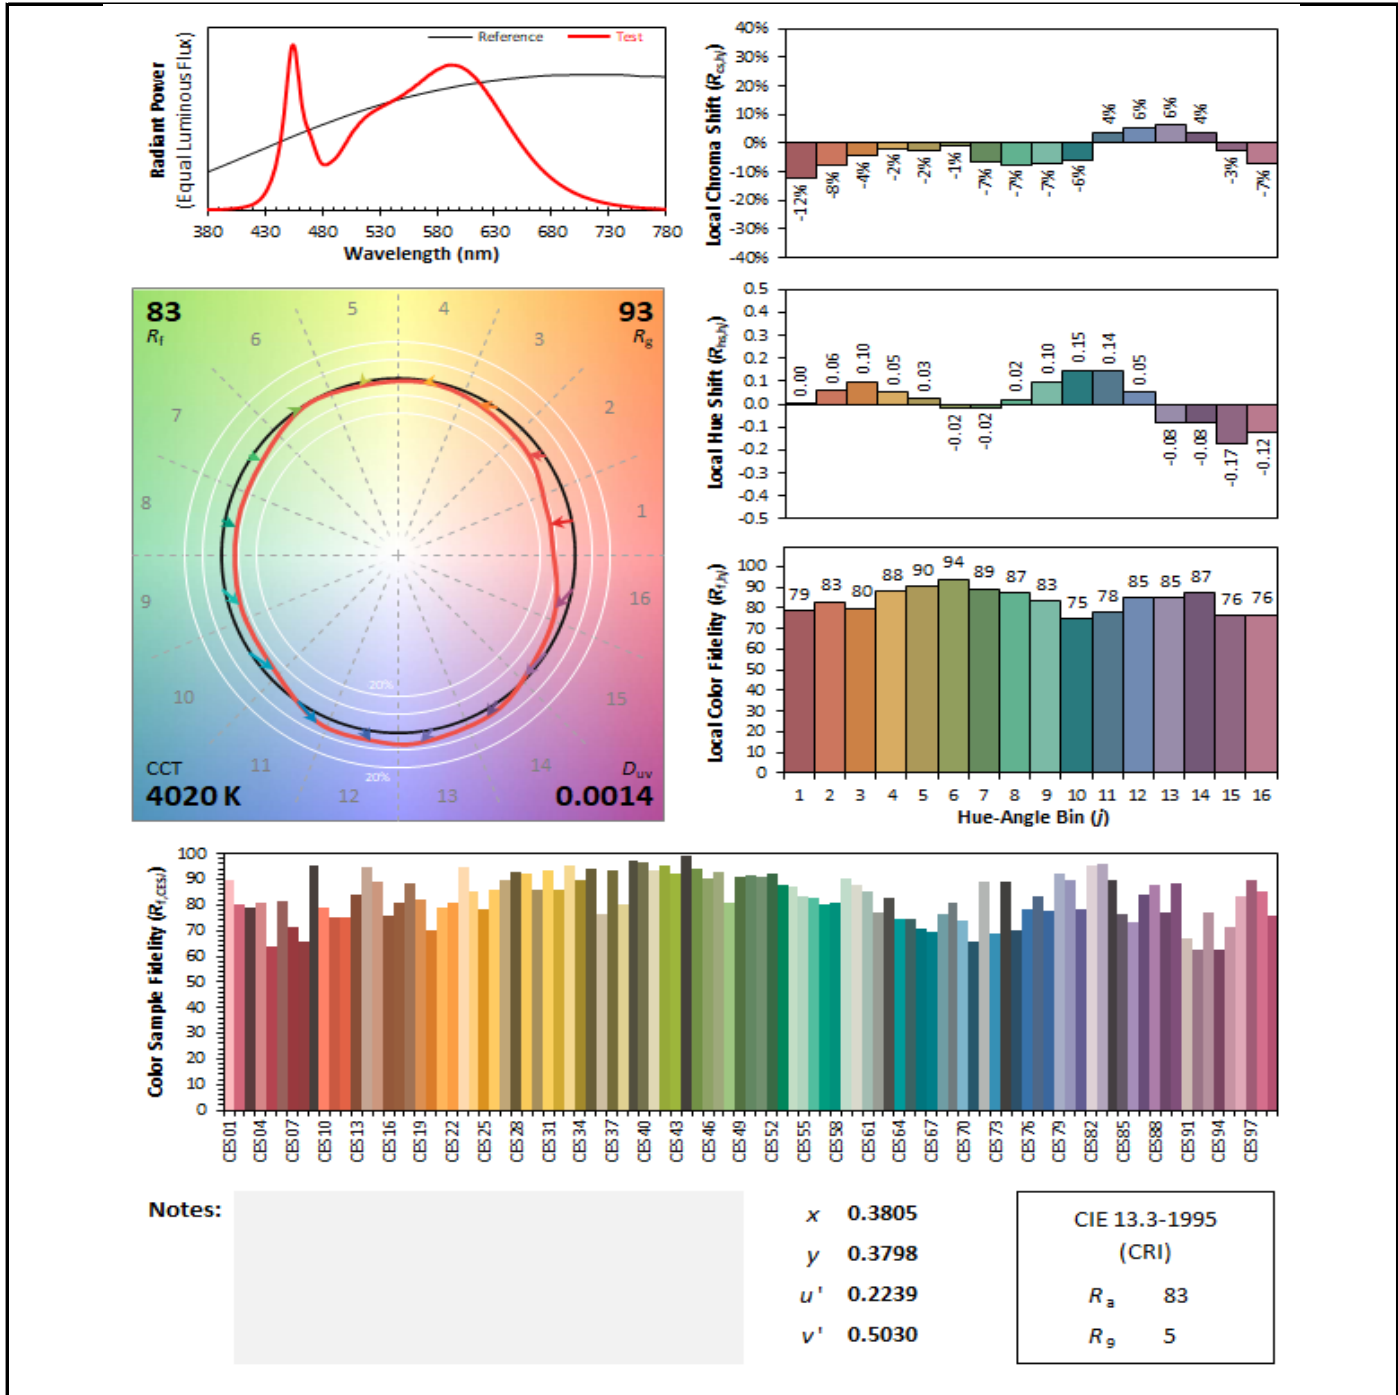 Radiant Power
(Equal Luminous Flux)
Reference
Test
380 430 480 530 580 630 680 730 780
Wavelength (nm)
Local Chroma Shift (Rcs,hj)
40%
30%
20%
10%
0%
-10%
-20%
-30%
-40%
-12% -8% -4% -2% -2% -1% -7% -7% -7% -6% 4% 6% 6% 4% -3% -7%
83
Rf
93
Rg
1
2
3
4
5
6
7
8
9
10
11
12
13
14
15
16
20%
20%
CCT
4020 K
Duv
0.0014
Local Hue Shift (Rhs,hj)
0.5
0.4
0.3
0.2
0.1
0.0
-0.1
-0.2
-0.3
-0.4
-0.5
0.00 0.06 0.10 0.05 0.03 -0.02 -0.02 0.02 0.10 0.15 0.14 0.05 -0.08 -0.08 -0.17 -0.12
Local Color Fidelity (Rf,hj)
100
90
80
70
60
50
40
30
20
10
0
79 83 80 88 90 94 89 87 83 75 78 85 85 87 76 76
1 2 3 4 5 6 7 8 9 10 11 12 13 14 15 16
Hue-Angle Bin (j)
Color Sample Fidelity (Rf,CESi)
100
90
80
70
60
50
40
30
20
10
0
CES01 CES04 CES07 CES10 CES13 CES16 CES19 CES22 CES25 CES28 CES31 CES34 CES37 CES40 CES43 CES46 CES49 CES52 CES55 CES58 CES61 CES64 CES67 CES70 CES73 CES76 CES79 CES82 CES85 CES88 CES91 CES94 CES97
Notes:
x 0.3805
y 0.3798
u' 0.2239
v' 0.5030
CIE 13.3-1995
(CRI)
Ra 83
R9 5